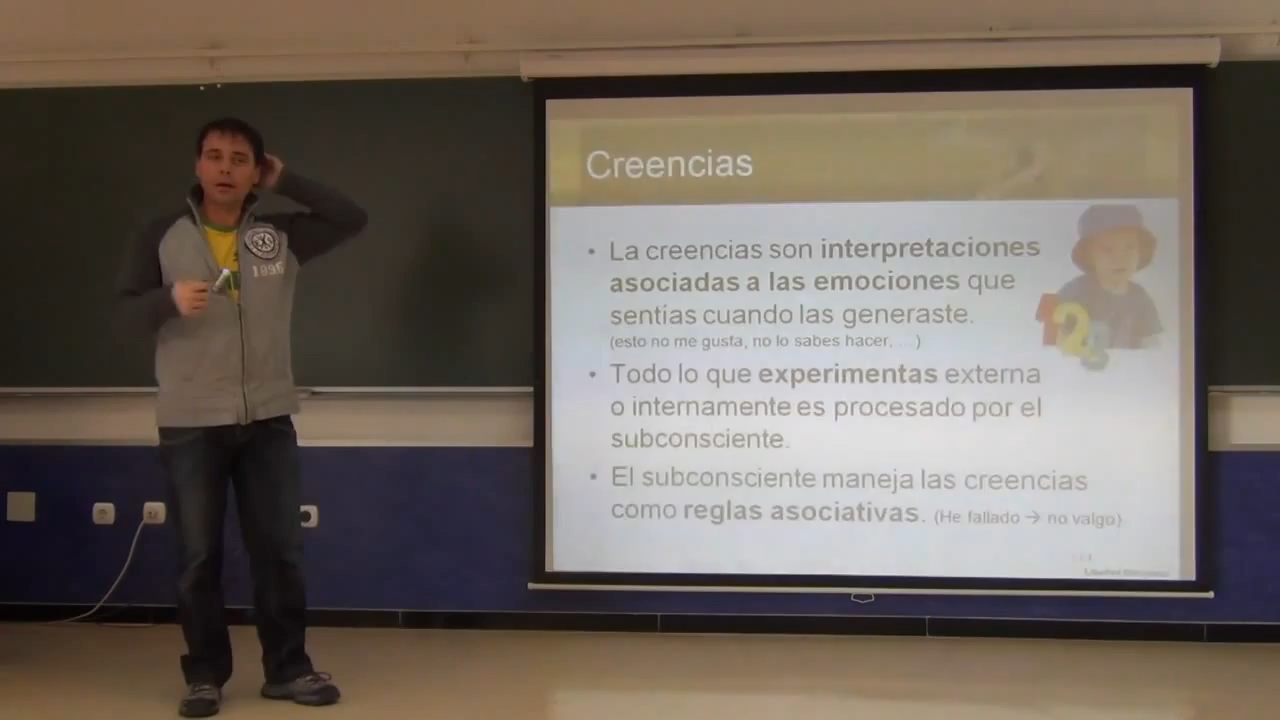 Creencias
• La creencias son interpretaciones
asociadas a las emociones que
sentías cuando las generaste.
(esto no me gusta, no lo sabes hacer, …)
• Todo lo que experimentas externa
o internamente es procesado por el
subconsciente.
• El subconsciente maneja las creencias
como reglas asociativas. (He fallado → no valgo)
1896